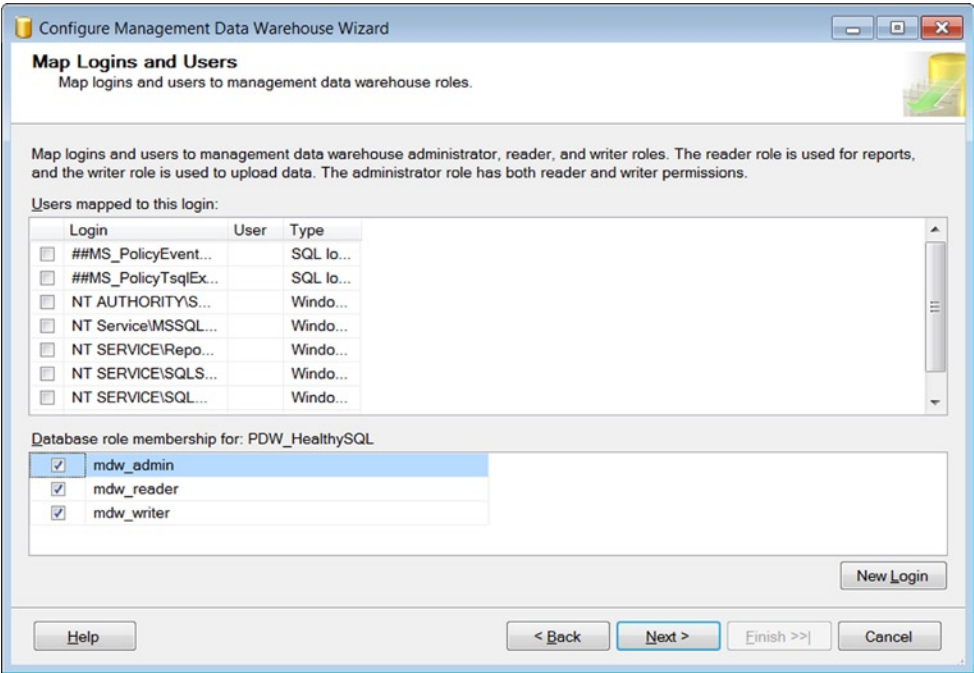 Configure Management Data Warehouse Wizard
Map Logins and Users
Map logins and users to management data warehouse roles.
Map logins and users to management data warehouse administrator, reader, and writer roles. The reader role is used for reports,
and the writer role is used to upload data. The administrator role has both reader and writer permissions.
Users mapped to this login:
Login User Type
##MS_PolicyEvent... SQL lo...
##MS_PolicyTsqlEx... SQL lo...
NT AUTHORITY\S... Windo...
NT Service\MSSQL... Windo...
NT SERVICE\Repo... Windo...
NT SERVICE\SQLS... Windo...
NT SERVICE\SQL... Windo...
Database role membership for: PDW_HealthySQL
mdw_admin
mdw_reader
mdw_writer
New Login
Help < Back Next > Finish >>| Cancel